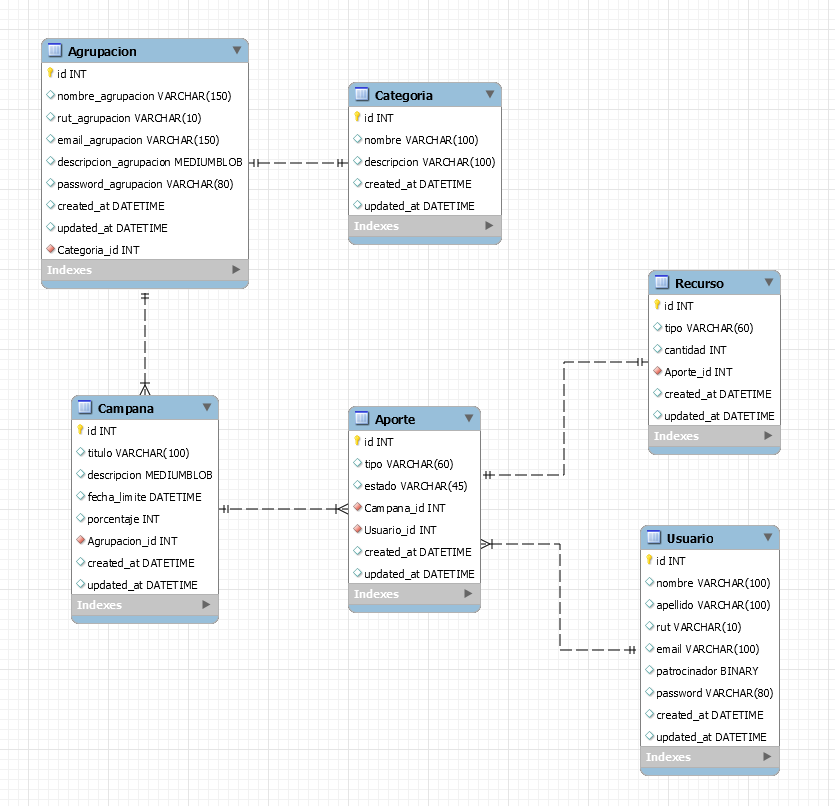 Agrupacion
id INT
nombre_agrupacion VARCHAR(150)
rut_agrupacion VARCHAR(10)
email_agrupacion VARCHAR(150)
descripcion_agrupacion MEDIUMBLOB
password_agrupacion VARCHAR(80)
created_at DATETIME
updated_at DATETIME
Categoria_id INT
Indexes
Categoria
id INT
nombre VARCHAR(100)
descripcion VARCHAR(100)
created_at DATETIME
updated_at DATETIME
Indexes
Recurso
id INT
tipo VARCHAR(60)
cantidad INT
Aporte_id INT
created_at DATETIME
updated_at DATETIME
Indexes
Campana
id INT
titulo VARCHAR(100)
descripcion MEDIUMBLOB
fecha_limite DATETIME
porcentaje INT
Agrupacion_id INT
created_at DATETIME
updated_at DATETIME
Indexes
Aporte
id INT
tipo VARCHAR(60)
estado VARCHAR(45)
Campana_id INT
Usuario_id INT
created_at DATETIME
updated_at DATETIME
Indexes
Usuario
id INT
nombre VARCHAR(100)
apellido VARCHAR(100)
rut VARCHAR(10)
email VARCHAR(100)
patrocinador BINARY
password VARCHAR(80)
created_at DATETIME
updated_at DATETIME
Indexes